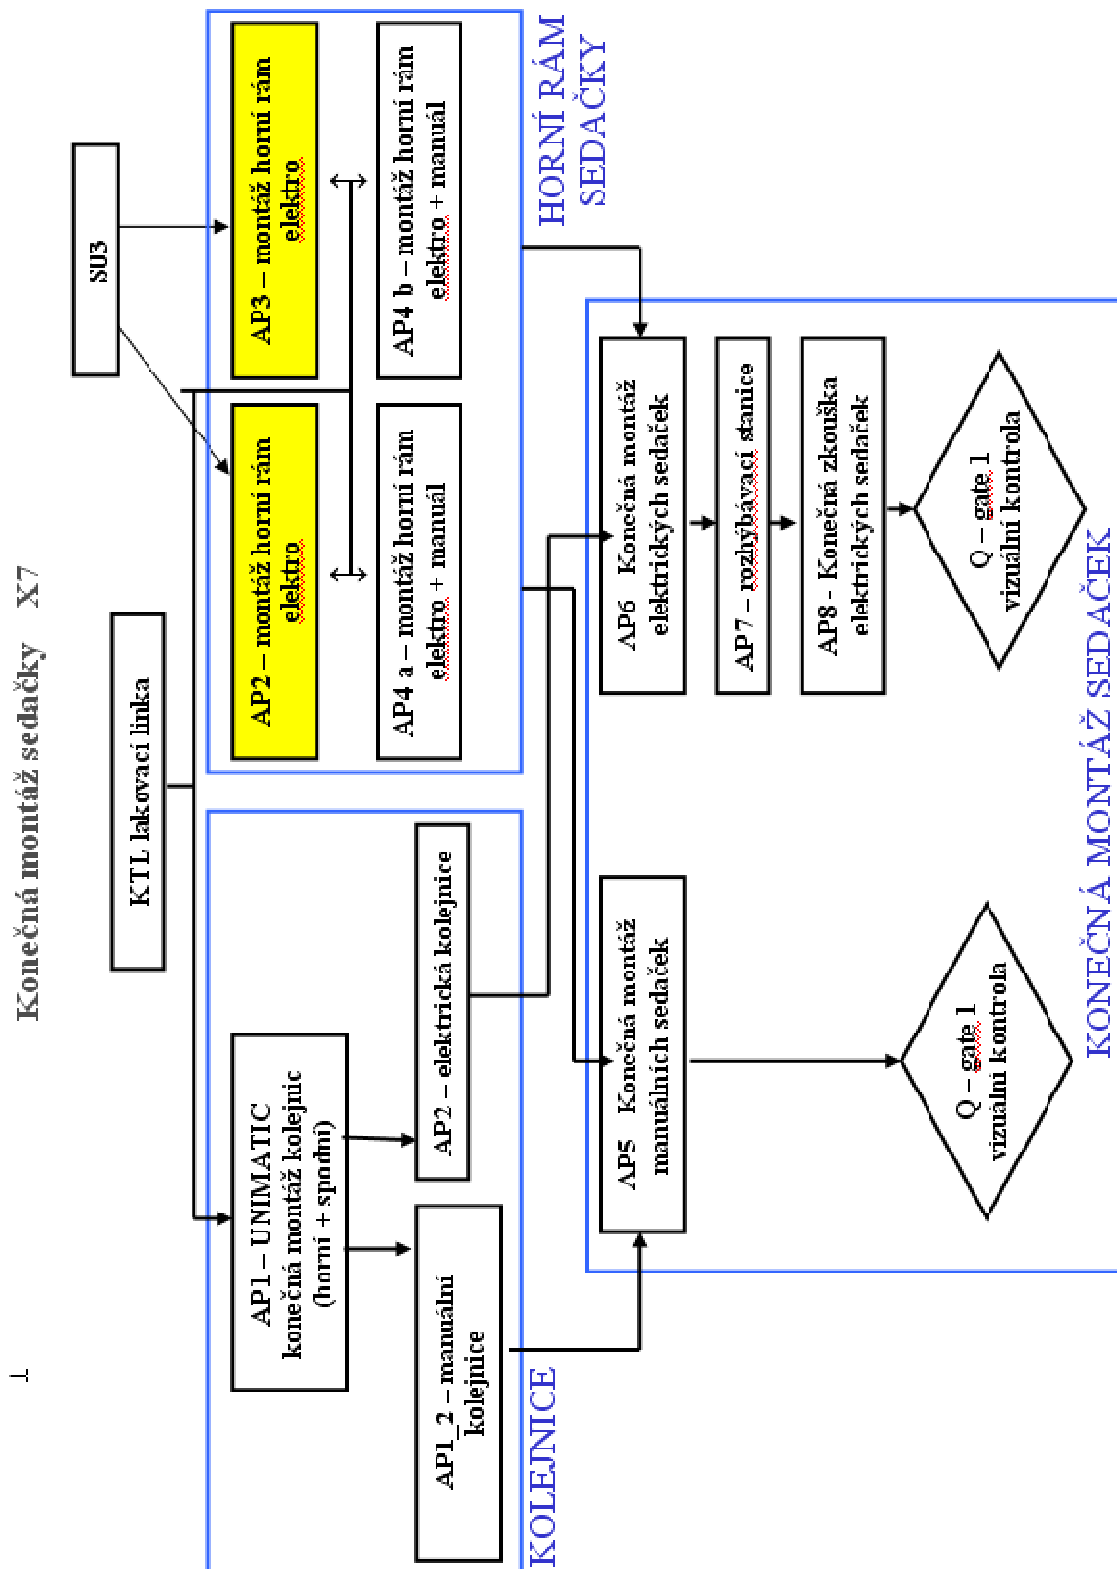 Konečná montáž sedačky X7
KTL lakovací linka
SU3
AP1 – UNIMATIC
konečná montáž kolejnic
(horní + spodní)
AP2 – montáž horní rám
elektro
AP3 – montáž horní rám
elektro
AP1_2 – manuální
kolejnice
AP2 – elektrická kolejnice
AP4 a – montáž horní rám
elektro + manuál
AP4 b – montáž horní rám
elektro + manuál
KOLEJNICE
HORNÍ RÁM
SEDAČKY
AP5 Konečná montáž
manuálních sedaček
AP6 Konečná montáž
elektrických sedaček
AP7 – rozhýbávací stanice
AP8 - Konečná zkouška
elektrických sedaček
Q – gate 1
vizuální kontrola
Q – gate 1
vizuální kontrola
KONEČNÁ MONTÁŽ SEDAČEK